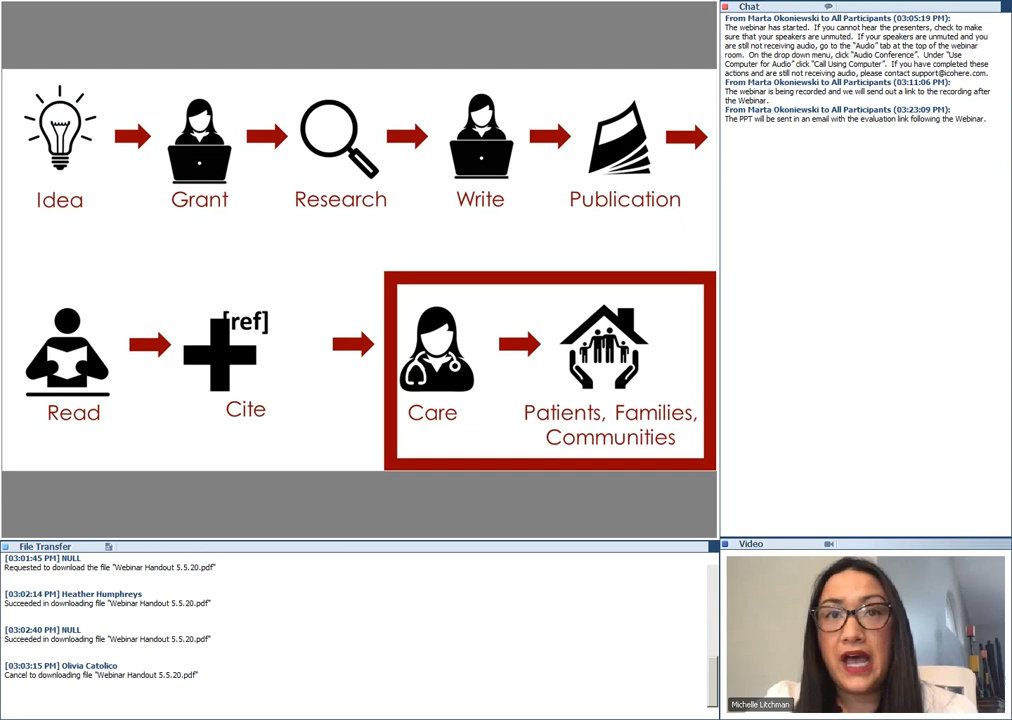 Idea
Grant
Research
Write
Publication
Read
[ref]
Cite
Care
Patients, Families,
Communities
Chat
From Marta Okoniewski to All Participants (03:05:19 PM):
The webinar has started. If you cannot hear the presenters, check to make
sure that your speakers are unmuted. If your speakers are unmuted and you
are still not receiving audio, go to the "Audio" tab at the top of the webinar
room. On the drop down menu, click "Audio Conference". Under "Use
Computer for Audio" click "Call Using Computer". If you have completed these
actions and are still not receiving audio, please contact support@icohere.com.
From Marta Okoniewski to All Participants (03:11:06 PM):
The webinar is being recorded and we will send out a link to the recording after
the Webinar.
From Marta Okoniewski to All Participants (03:23:09 PM):
The PPT will be sent in an email with the evaluation link following the Webinar.
File Transfer
[03:01:45 PM] NULL
Requested to download the file "Webinar Handout 5.5.20.pdf"
[03:02:14 PM] Heather Humphreys
Succeeded in downloading file "Webinar Handout 5.5.20.pdf"
[03:02:40 PM] NULL
Succeeded in downloading file "Webinar Handout 5.5.20.pdf"
[03:03:15 PM] Olivia Catolico
Cancel to downloading file "Webinar Handout 5.5.20.pdf"
Video
Michelle Litchman